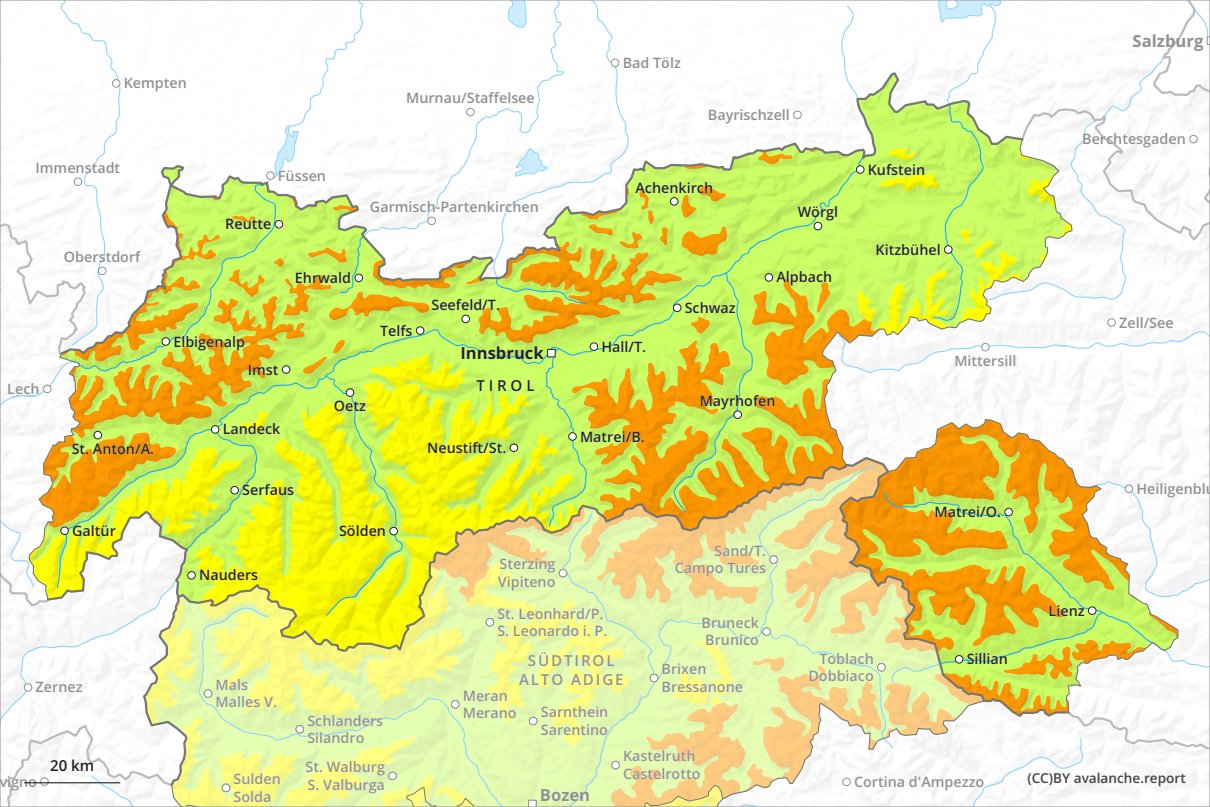 Salzburg
Bad Tölz
Kempten
Murnau/Staffelsee
Bayrischzell
Berchtesgaden
Immenstadt
Füssen
Kufstein
Achenkirch
Garmisch-Partenkirchen
Wörgl
Reutte
Oberstdorf
Kitzbühel
Ehrwald
Alpbach
Seefeld/T.
Schwaz
Telfs
Zell/See
Elbigenalp
Innsbruck
Hall/T.
Mittersill
Imst
TIROL
Lech
Oetz
Mayrhofen
Landeck
Matrei/B.
St. Anton/A.
Neustift/St.
Serfaus
Heiligenblu
Matrei/O.
Galtür
Sölden
Sand/T.
Campo Tures
Sterzing
Vipiteno
Nauders
Lienz
St. Leonhard/P.
S. Leonardo i. P.
Bruneck
Brunico
SÜDTIROL
ALTO ADIGE
Sillian
Toblach
Dobbiaco
Brixen
Bressanone
Zernez
Mals
Malles V.
Meran
Merano
Sarnthein
Sarentino
Schlanders
Silandro
Kastelruth
Castelrotto
St. Walburg
S. Valburga
20 km
vigno
Sulden
Solda
Cortina d'Ampezzo
(CC)BY avalanche.report
Bozen